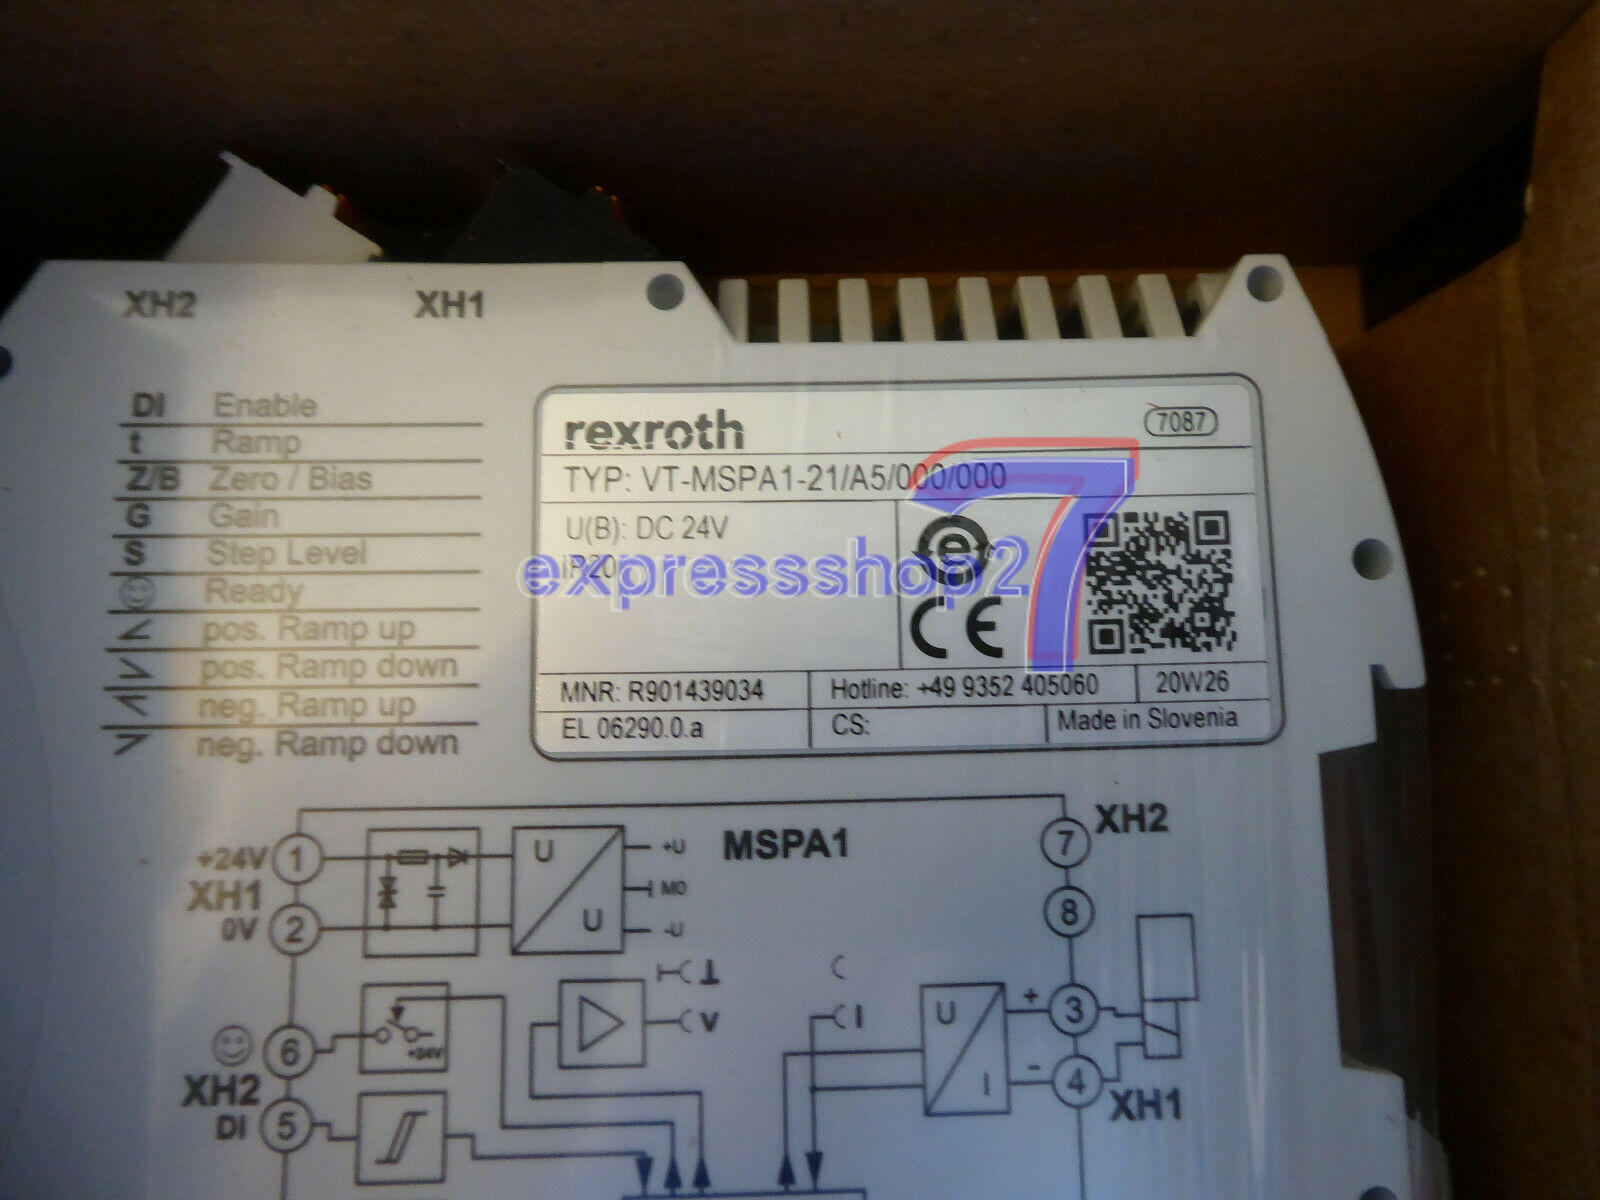 XH2 XH1
DI Enable
t Ramp
Z/B Zero / Bias
G Gain
S Step Level
Ready
pos. Ramp up
pos. Ramp down
neg. Ramp up
neg. Ramp down
rexroth 7087
TYP: VT-MSPA1-21/A5/000/000
U(B): DC 24V
IP20
expressshop27
7
CE
MNR: R901439034 Hotline: +49 9352 405060 20W26
EL 06290.0.a CS: Made in Slovenia
MSPA1
XH2
+24V 1 U +U 7
XH1 M0
0V 2 U -U 8
⊥
V I U + 3
6 +24V
XH2 I - 4
DI 5 XH1